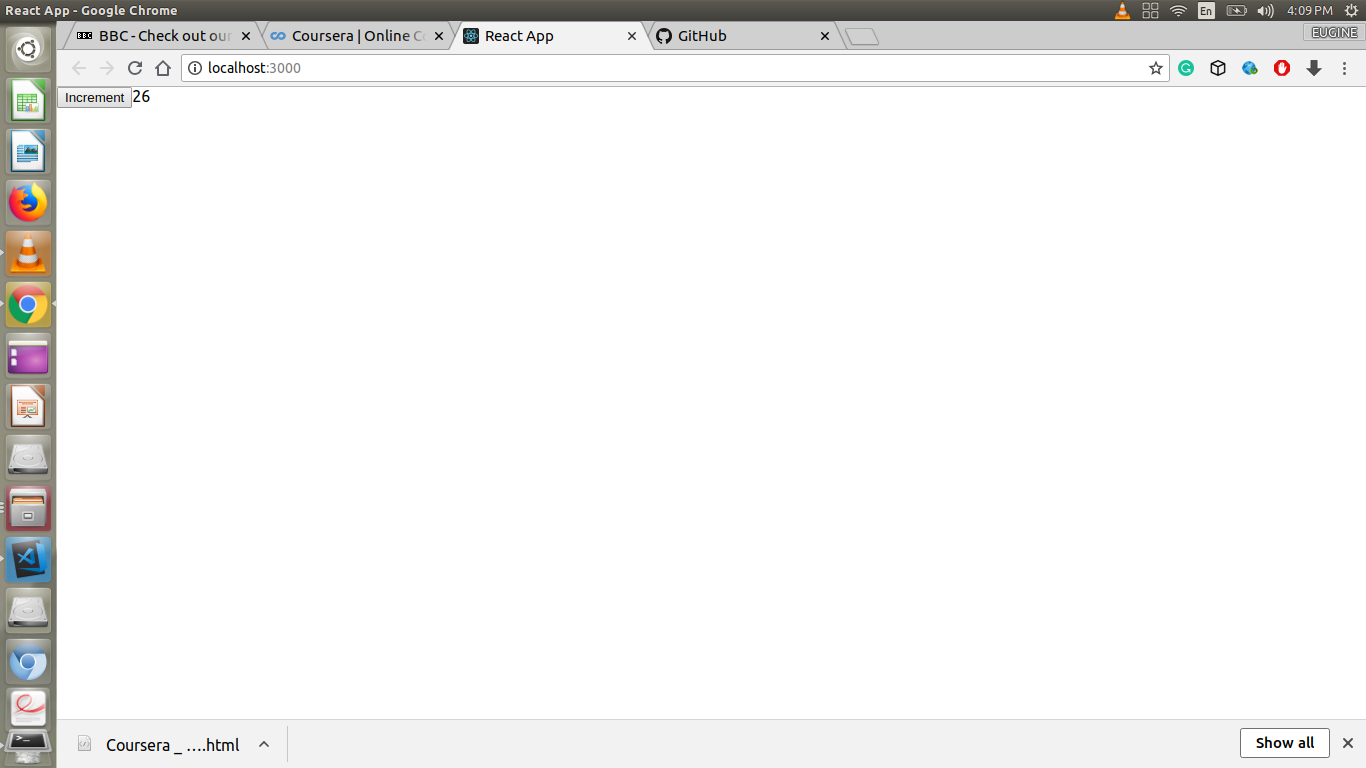 React App - Google Chrome
En
4:09 PM
BBC - Check out our
Coursera | Online Co
React App
GitHub
EUGINE
localhost:3000
Increment 26
Coursera _ ....html
Show all